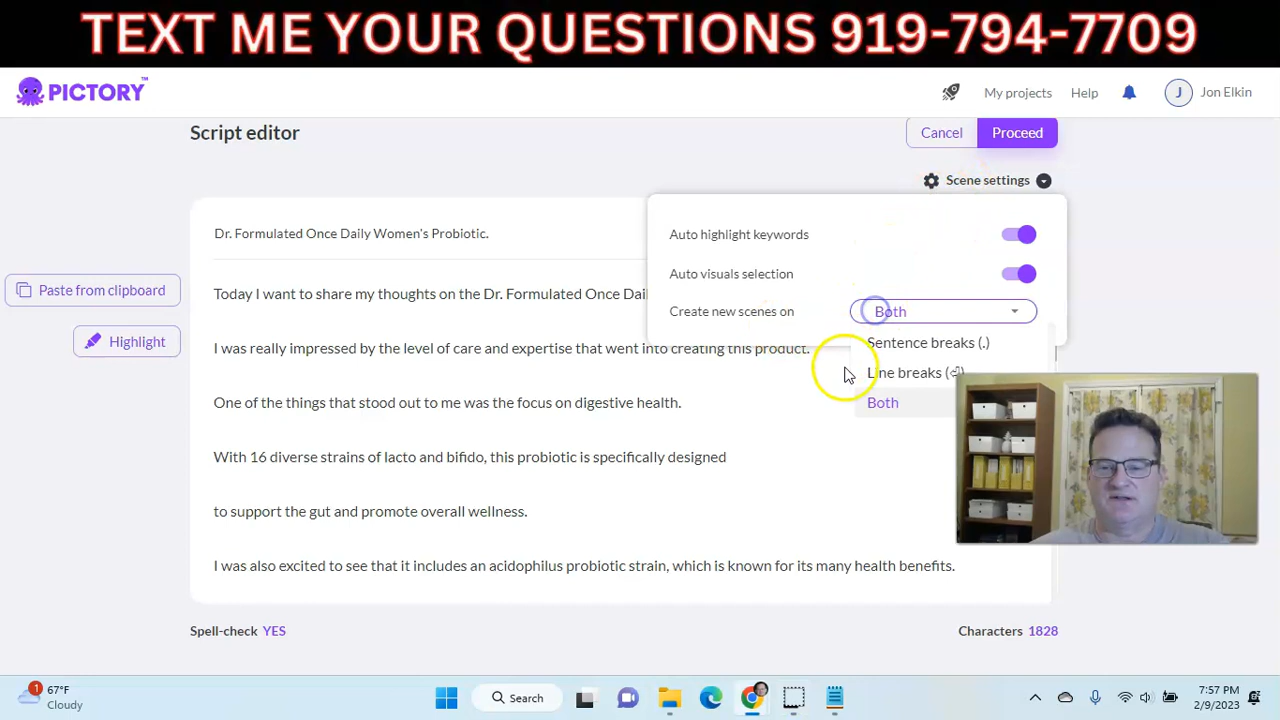 TEXT ME YOUR QUESTIONS 919-794-7709
PICTORY™
My projects
Help
J
Jon Elkin
Script editor
Cancel
Proceed
Scene settings
Dr. Formulated Once Daily Women's Probiotic.
Auto highlight keywords
Auto visuals selection
Create new scenes on
Both
Sentence breaks (.)
Line breaks (⏎)
Both
Paste from clipboard
Highlight
Today I want to share my thoughts on the Dr. Formulated Once Dail
I was really impressed by the level of care and expertise that went into creating this product.
One of the things that stood out to me was the focus on digestive health.
With 16 diverse strains of lacto and bifido, this probiotic is specifically designed
to support the gut and promote overall wellness.
I was also excited to see that it includes an acidophilus probiotic strain, which is known for its many health benefits.
Spell-check YES
Characters 1828
1
67°F
Cloudy
Search
7:57 PM
2/9/2023